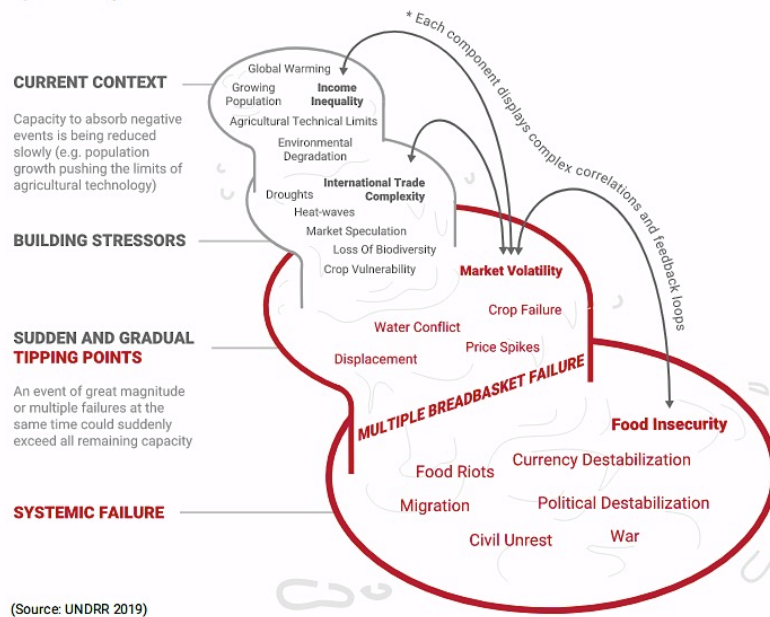 CURRENT CONTEXT
Capacity to absorb negative
events is being reduced
slowly (e.g. population
growth pushing the limits of
agricultural technology)
BUILDING STRESSORS
SUDDEN AND GRADUAL
TIPPING POINTS
An event of great magnitude
or multiple failures at the
same time could suddenly
exceed all remaining capacity
SYSTEMIC FAILURE
Global Warming
Growing
Population
Income
Inequality
Agricultural Technical Limits
Environmental
Degradation
International Trade
Complexity
Droughts
Heat-waves
Market Speculation
Loss Of Biodiversity
Crop Vulnerability
Market Volatility
Crop Failure
Water Conflict
Price Spikes
Displacement
MULTIPLE BREADBASKET FAILURE
Food Insecurity
Currency Destabilization
Food Riots
Migration
Political Destabilization
Civil Unrest
War
* Each component displays complex correlations and feedback loops
(Source: UNDRR 2019)